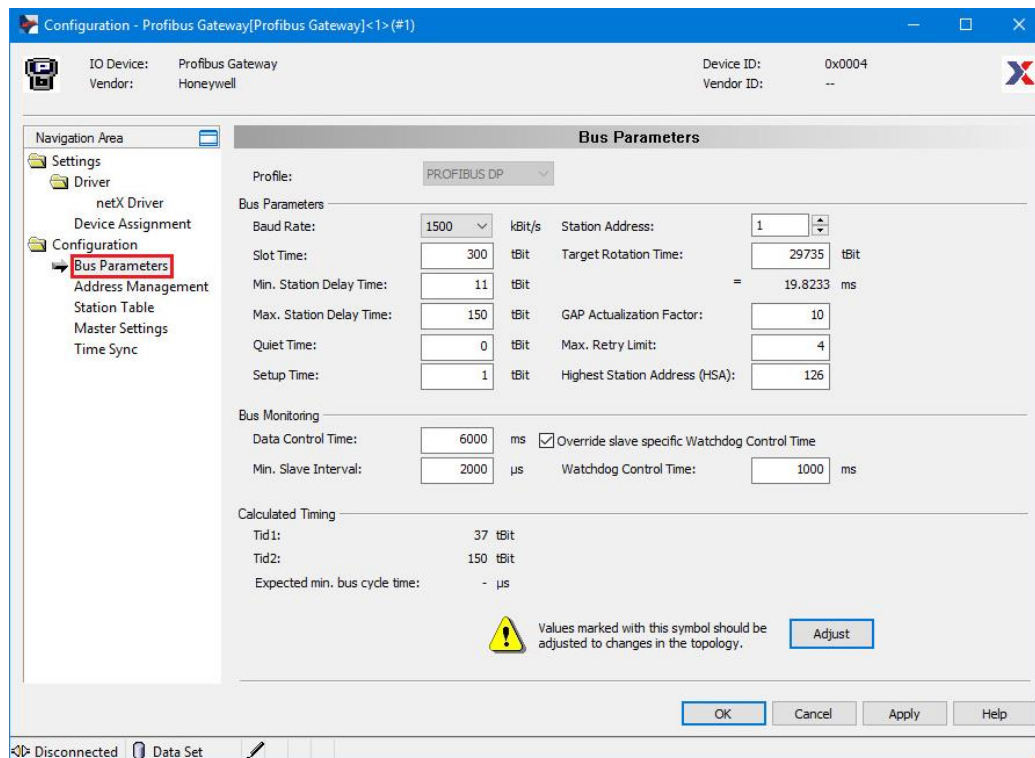 Configuration - Profibus Gateway[Profibus Gateway]<1>(#1)
IO Device: Profibus Gateway Device ID: 0x0004
Vendor: Honeywell Vendor ID: --
Navigation Area
Settings
Driver
netX Driver
Device Assignment
Configuration
Bus Parameters
Address Management
Station Table
Master Settings
Time Sync
Bus Parameters
Profile: PROFIBUS DP
Bus Parameters
Baud Rate: 1500 kBit/s Station Address: 1
Slot Time: 300 tBit Target Rotation Time: 29735 tBit
Min. Station Delay Time: 11 tBit = 19.8233 ms
Max. Station Delay Time: 150 tBit GAP Actualization Factor: 10
Quiet Time: 0 tBit Max. Retry Limit: 4
Setup Time: 1 tBit Highest Station Address (HSA): 126
Bus Monitoring
Data Control Time: 6000 ms Override slave specific Watchdog Control Time
Min. Slave Interval: 2000 µs Watchdog Control Time: 1000 ms
Calculated Timing
Tid1: 37 tBit
Tid2: 150 tBit
Expected min. bus cycle time: - µs
Values marked with this symbol should be
adjusted to changes in the topology.
Adjust
OK Cancel Apply Help
Disconnected Data Set